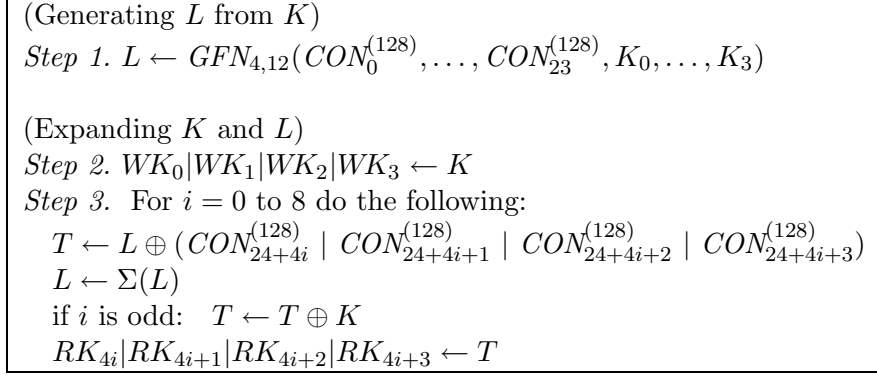 (Generating L from K)
Step 1. L ← GFN_{4,12}(CON_0^{(128)}, . . . , CON_{23}^{(128)}, K_0, . . . , K_3)
(Expanding K and L)
Step 2. WK_0|WK_1|WK_2|WK_3 ← K
Step 3. For i = 0 to 8 do the following:
T ← L ⊕ (CON_{24+4i}^{(128)} | CON_{24+4i+1}^{(128)} | CON_{24+4i+2}^{(128)} | CON_{24+4i+3}^{(128)})
L ← Σ(L)
if i is odd: T ← T ⊕ K
RK_{4i}|RK_{4i+1}|RK_{4i+2}|RK_{4i+3} ← T